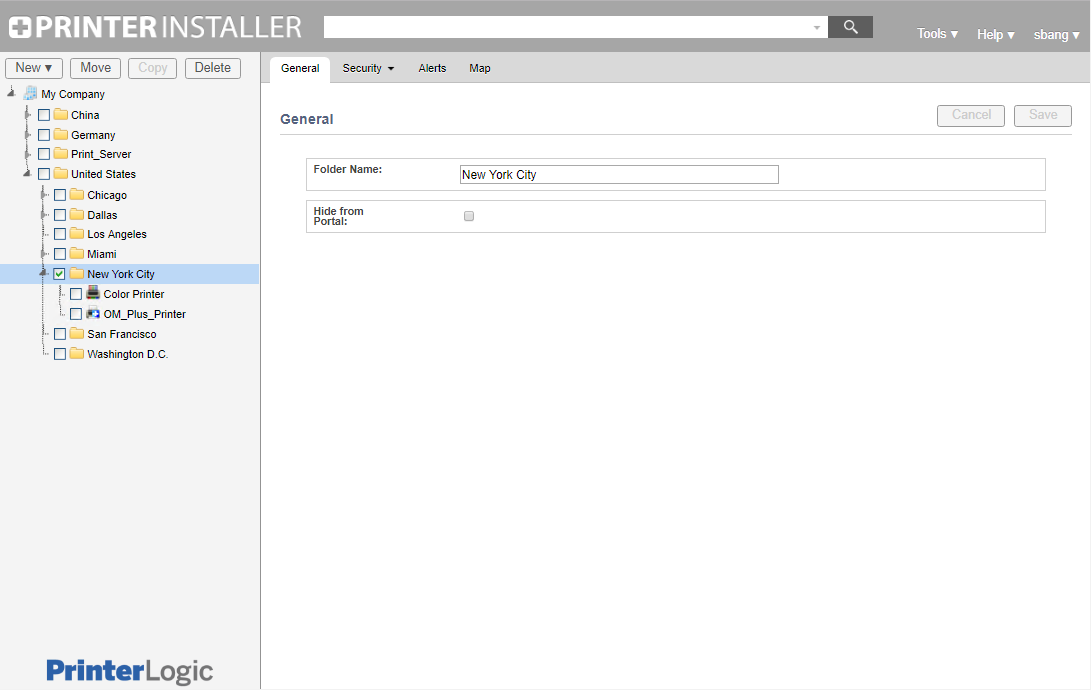 PRINTER INSTALLER
Tools ▾ Help ▾ sbang ▾
New ▾ Move Copy Delete
General Security Alerts Map
My Company
China
Germany
Print_Server
United States
Chicago
Dallas
Los Angeles
Miami
New York City
Color Printer
OM_Plus_Printer
San Francisco
Washington D.C.
General
Cancel Save
Folder Name: New York City
Hide from
Portal:
PrinterLogic